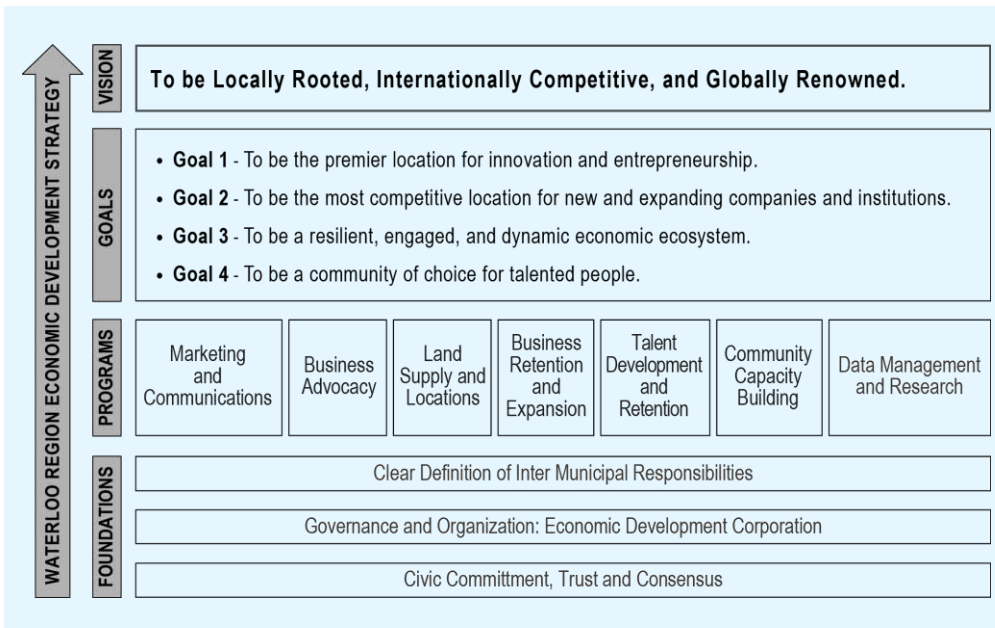 WATERLOO REGION ECONOMIC DEVELOPMENT STRATEGY
VISION
To be Locally Rooted, Internationally Competitive, and Globally Renowned.
GOALS
• Goal 1 - To be the premier location for innovation and entrepreneurship.
• Goal 2 - To be the most competitive location for new and expanding companies and institutions.
• Goal 3 - To be a resilient, engaged, and dynamic economic ecosystem.
• Goal 4 - To be a community of choice for talented people.
PROGRAMS
Marketing
and
Communications
Business
Advocacy
Land
Supply and
Locations
Business
Retention
and
Expansion
Talent
Development
and
Retention
Community
Capacity
Building
Data Management
and Research
FOUNDATIONS
Clear Definition of Inter Municipal Responsibilities
Governance and Organization: Economic Development Corporation
Civic Committment, Trust and Consensus